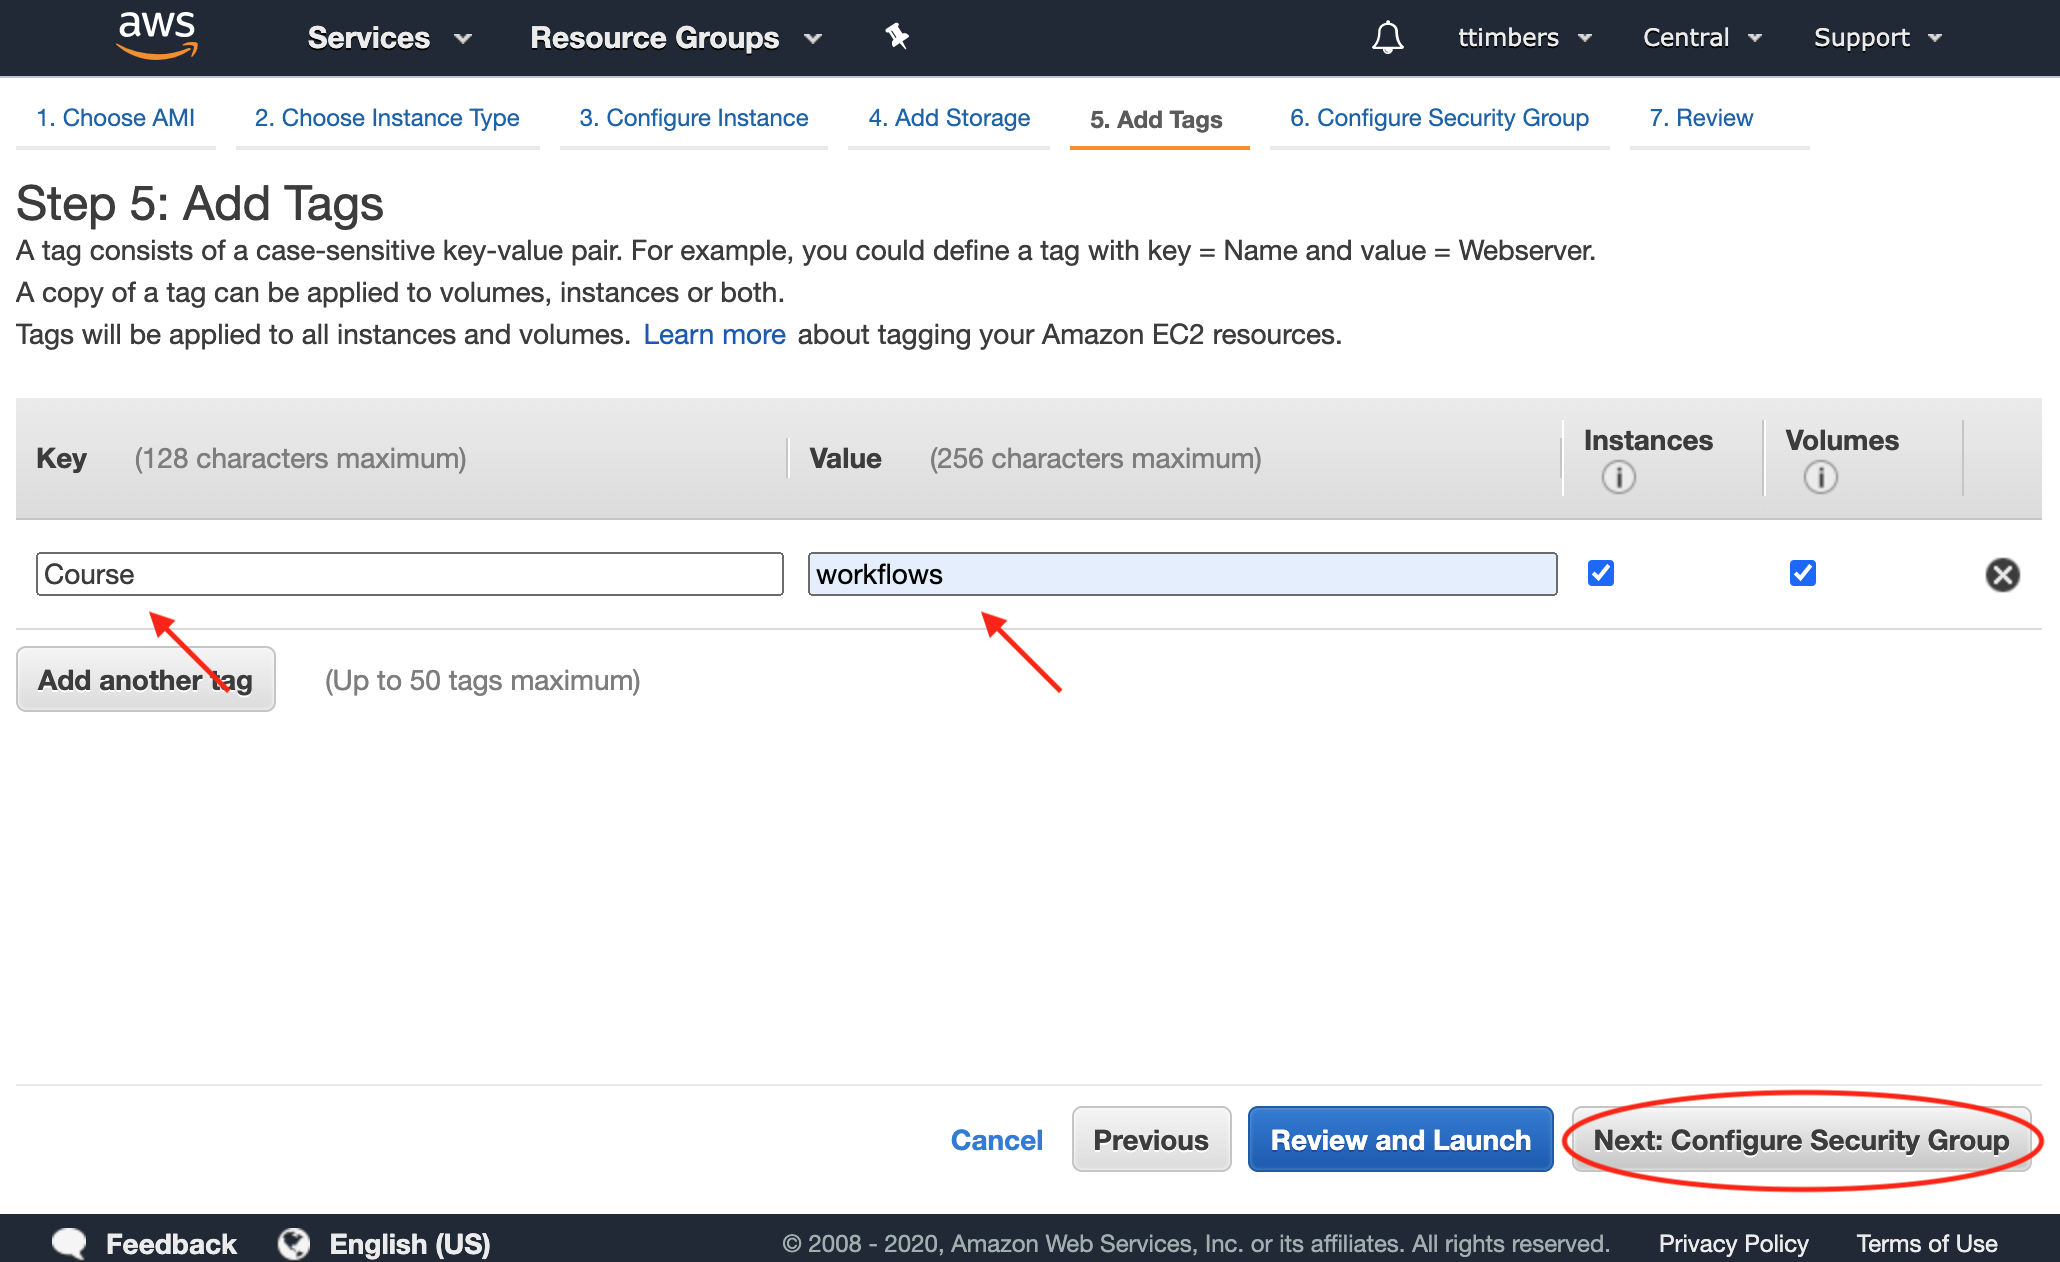 aws Services Resource Groups ttimbers Central Support
1. Choose AMI 2. Choose Instance Type 3. Configure Instance 4. Add Storage 5. Add Tags 6. Configure Security Group 7. Review
Step 5: Add Tags
A tag consists of a case-sensitive key-value pair. For example, you could define a tag with key = Name and value = Webserver.
A copy of a tag can be applied to volumes, instances or both.
Tags will be applied to all instances and volumes. Learn more about tagging your Amazon EC2 resources.
Key (128 characters maximum) Value (256 characters maximum) Instances Volumes
Course workflows
Add another tag (Up to 50 tags maximum)
Cancel Previous Review and Launch Next: Configure Security Group
Feedback English (US) © 2008 - 2020, Amazon Web Services, Inc. or its affiliates. All rights reserved. Privacy Policy Terms of Use